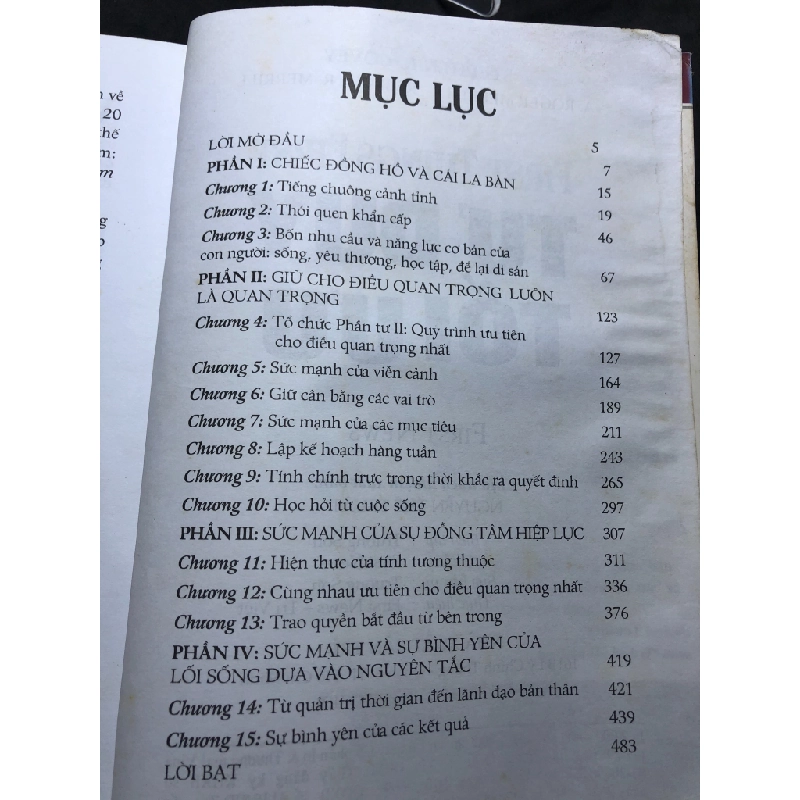 về
20
m:
MỤC LỤC
LỜI MỞ ĐẦU 5
PHẦN I: CHIẾC ĐỒNG HỒ VÀ CÁI LA BÀN 7
Chương 1: Tiếng chuông cảnh tỉnh 15
Chương 2: Thói quen khẩn cấp 19
Chương 3: Bốn nhu cầu và năng lực cơ bản của 46
con người: sống, yêu thương, học tập, để lại di sản
PHẦN II: GIỮ CHO ĐIỀU QUAN TRỌNG LUÔN 67
LÀ QUAN TRỌNG
Chương 4: Tổ chức Phần tư II: Quy trình ưu tiên 123
cho điều quan trọng nhất 127
Chương 5: Sức mạnh của viễn cảnh 164
Chương 6: Giữ cân bằng các vai trò 189
Chương 7: Sức mạnh của các mục tiêu 211
Chương 8: Lập kế hoạch hàng tuần 243
Chương 9: Tính chính trực trong thời khắc ra quyết định 265
Chương 10: Học hỏi từ cuộc sống 297
PHẦN III: SỨC MẠNH CỦA SỰ ĐỒNG TÂM HIỆP LỰC 307
Chương 11: Hiện thực của tính tương thuộc 311
Chương 12: Cùng nhau ưu tiên cho điều quan trọng nhất 336
Chương 13: Trao quyền bắt đầu từ bên trong 376
PHẦN IV: SỨC MẠNH VÀ SỰ BÌNH YÊN CỦA
LỐI SỐNG DỰA VÀO NGUYÊN TẮC 419
Chương 14: Từ quản trị thời gian đến lãnh đạo bản thân 421
Chương 15: Sự bình yên của các kết quả 439
LỜI BẠT 483